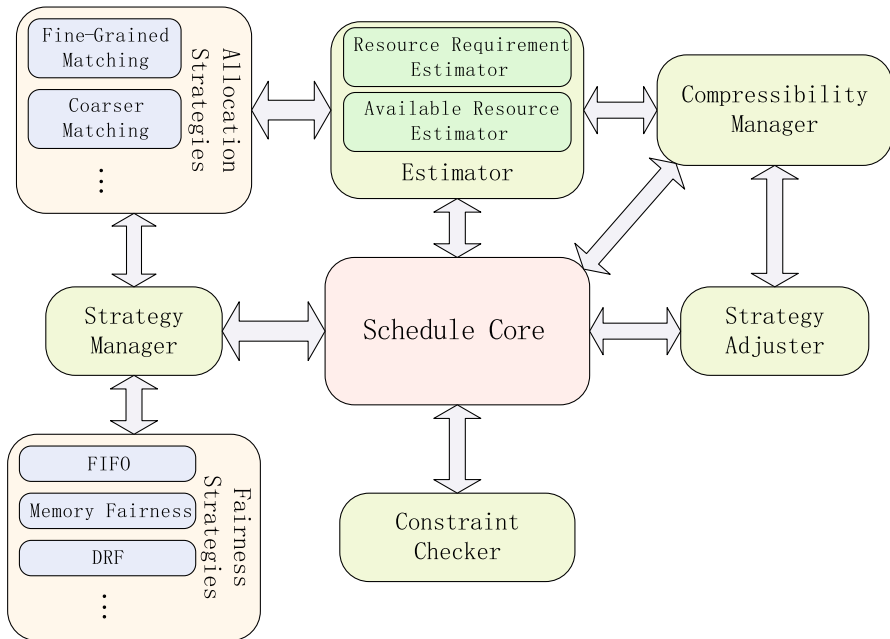 Fine-Grained
Matching
Coarser
Matching
...
Allocation
Strategies
Resource Requirement
Estimator
Available Resource
Estimator
Estimator
Compressibility
Manager
Strategy
Manager
Schedule Core
Strategy
Adjuster
FIFO
Memory Fairness
DRF
...
Fairness
Strategies
Constraint
Checker